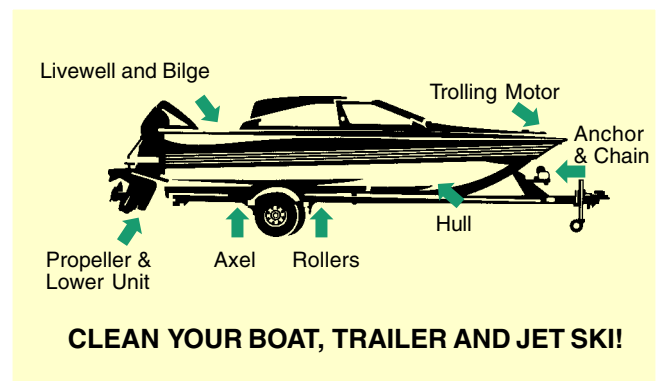 Livewell and Bilge
Trolling Motor
Anchor
& Chain
Hull
Propeller &
Lower Unit
Axel
Rollers
CLEAN YOUR BOAT, TRAILER AND JET SKI!